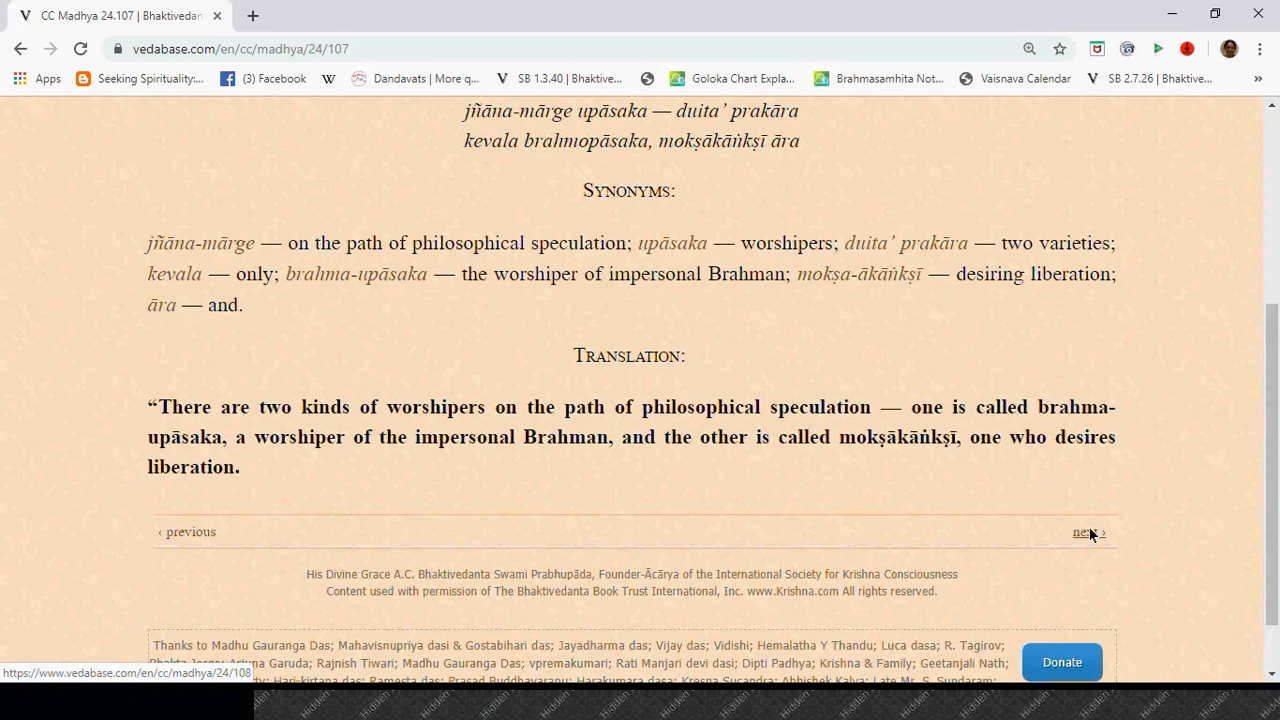 CC Madhya 24.107 | Bhaktivedan
vedabase.com/en/cc/madhya/24/107
Apps
Seeking Spirituality:...
(3) Facebook
W
Dandavats | More q...
SB 1.3.40 | Bhaktive...
Goloka Chart Expla...
Brahmasamhita Not...
Vaisnava Calendar
SB 2.7.26 | Bhaktive...
»
jñāna-mārge upāsaka — duita’ prakāra
kevala brahmopāsaka, mokṣākāṅkṣī āra
Synonyms:
jñāna-mārge — on the path of philosophical speculation; upāsaka — worshipers; duita’ prakāra — two varieties;
kevala — only; brahma-upāsaka — the worshiper of impersonal Brahman; mokṣa-ākāṅkṣī — desiring liberation;
āra — and.
Translation:
“There are two kinds of worshipers on the path of philosophical speculation — one is called brahma-
upāsaka, a worshiper of the impersonal Brahman, and the other is called mokṣākāṅkṣī, one who desires
liberation.
‹ previous
next ›
His Divine Grace A.C. Bhaktivedanta Swami Prabhupāda, Founder-Ācārya of the International Society for Krishna Consciousness
Content used with permission of The Bhaktivedanta Book Trust International, Inc. www.Krishna.com All rights reserved.
Thanks to Madhu Gauranga Das; Mahavisnupriya dasi & Gostabihari das; Jayadharma das; Vijay das; Vidishi; Hemalatha Y Thandu; Luca dasa; R. Tagirov;
Bhakta Jorge; Arjuna Garuda; Rajnish Tiwari; Madhu Gauranga Das; vpremakumari; Rati Manjari devi dasi; Dipti Padhya; Krishna & Family; Geetanjali Nath;
Hari-kirtana das; Ramesta das; Prasad Buddhavarapu; Harakumara dasa; Kresna Sucandra; Abhishek Kalva; Late Mr. S. Sundaram;
Donate
https://www.vedabase.com/en/cc/madhya/24/108